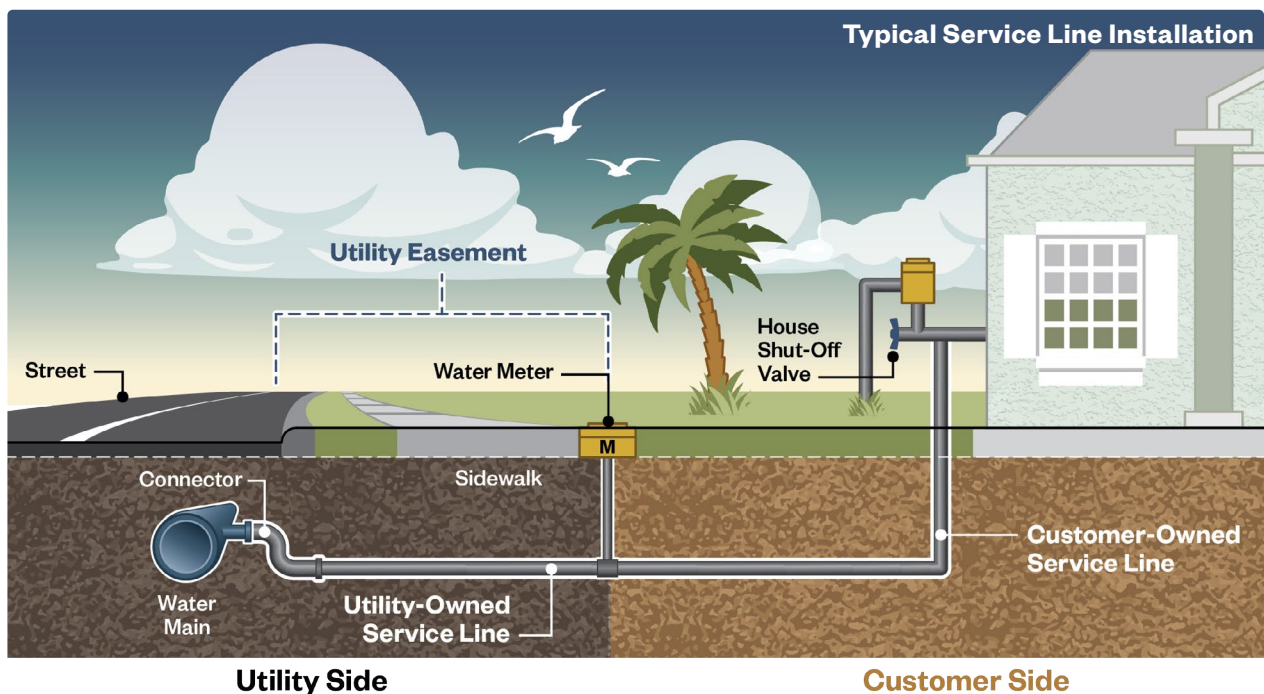 Typical Service Line Installation
Utility Easement
Street
Water Meter
House
Shut-Off
Valve
M
Connector
Sidewalk
Water
Main
Utility-Owned
Service Line
Customer-Owned
Service Line
Utility Side
Customer Side